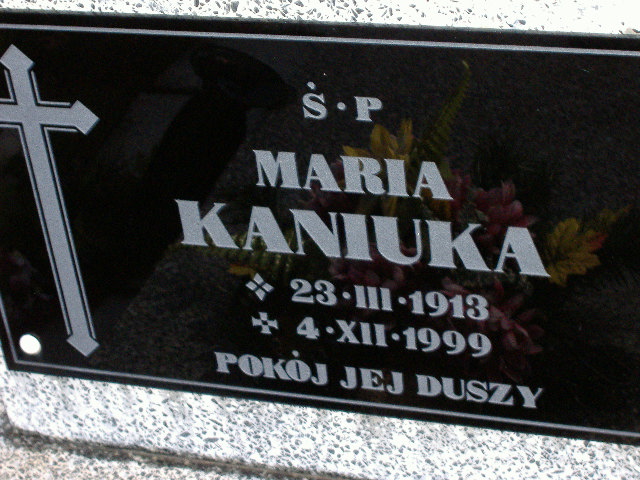 Ś·P
MARIA
KANIUKA
23·III·1913
4·XII·1999
POKÓJ JEJ DUSZY